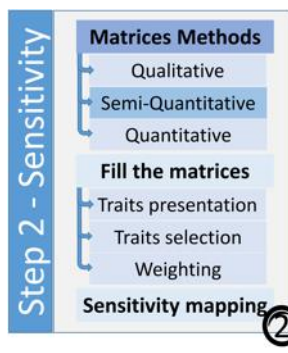 Step 2 - Sensitivity
Matrices Methods
Qualitative
Semi-Quantitative
Quantitative
Fill the matrices
Traits presentation
Traits selection
Weighting
Sensitivity mapping
2